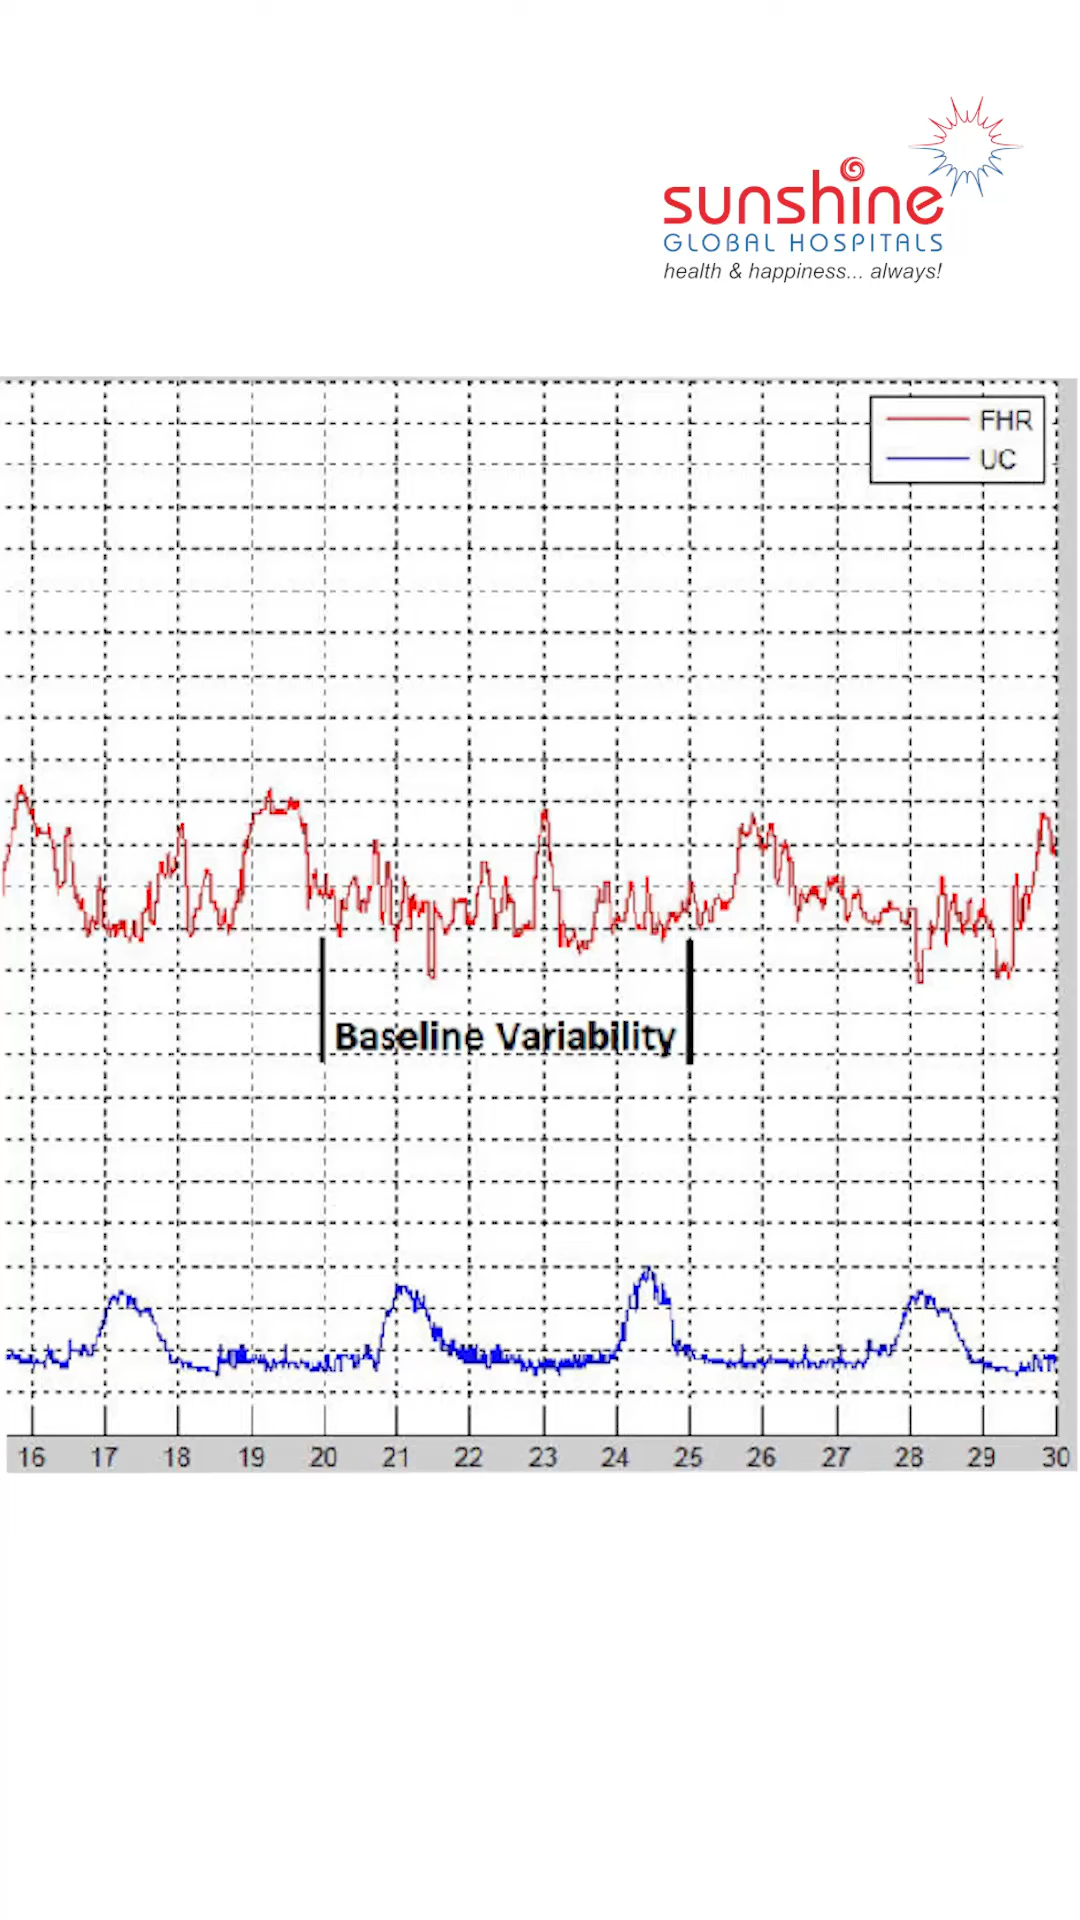 sunshine
GLOBAL HOSPITALS
health & happiness... always!
FHR
UC
Baseline Variability
16 17 18 19 20 21 22 23 24 25 26 27 28 29 30